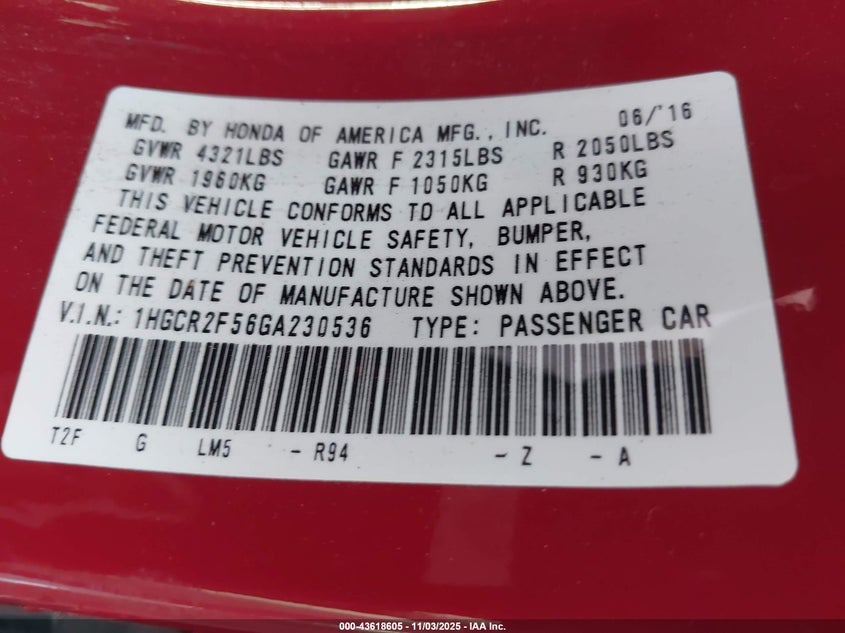 MFD. BY HONDA OF AMERICA MFG., INC. 06/'16
GVWR 4321LBS GAWR F 2315LBS R 2050LBS
GVWR 1960KG GAWR F 1050KG R 930KG
THIS VEHICLE CONFORMS TO ALL APPLICABLE
FEDERAL MOTOR VEHICLE SAFETY, BUMPER,
AND THEFT PREVENTION STANDARDS IN EFFECT
ON THE DATE OF MANUFACTURE SHOWN ABOVE.
V.I.N.: 1HGCR2F56GA230536 TYPE: PASSENGER CAR
T2F G LM5 - R94 - Z - A
000-43618605 - 11/03/2025 - IAA Inc.